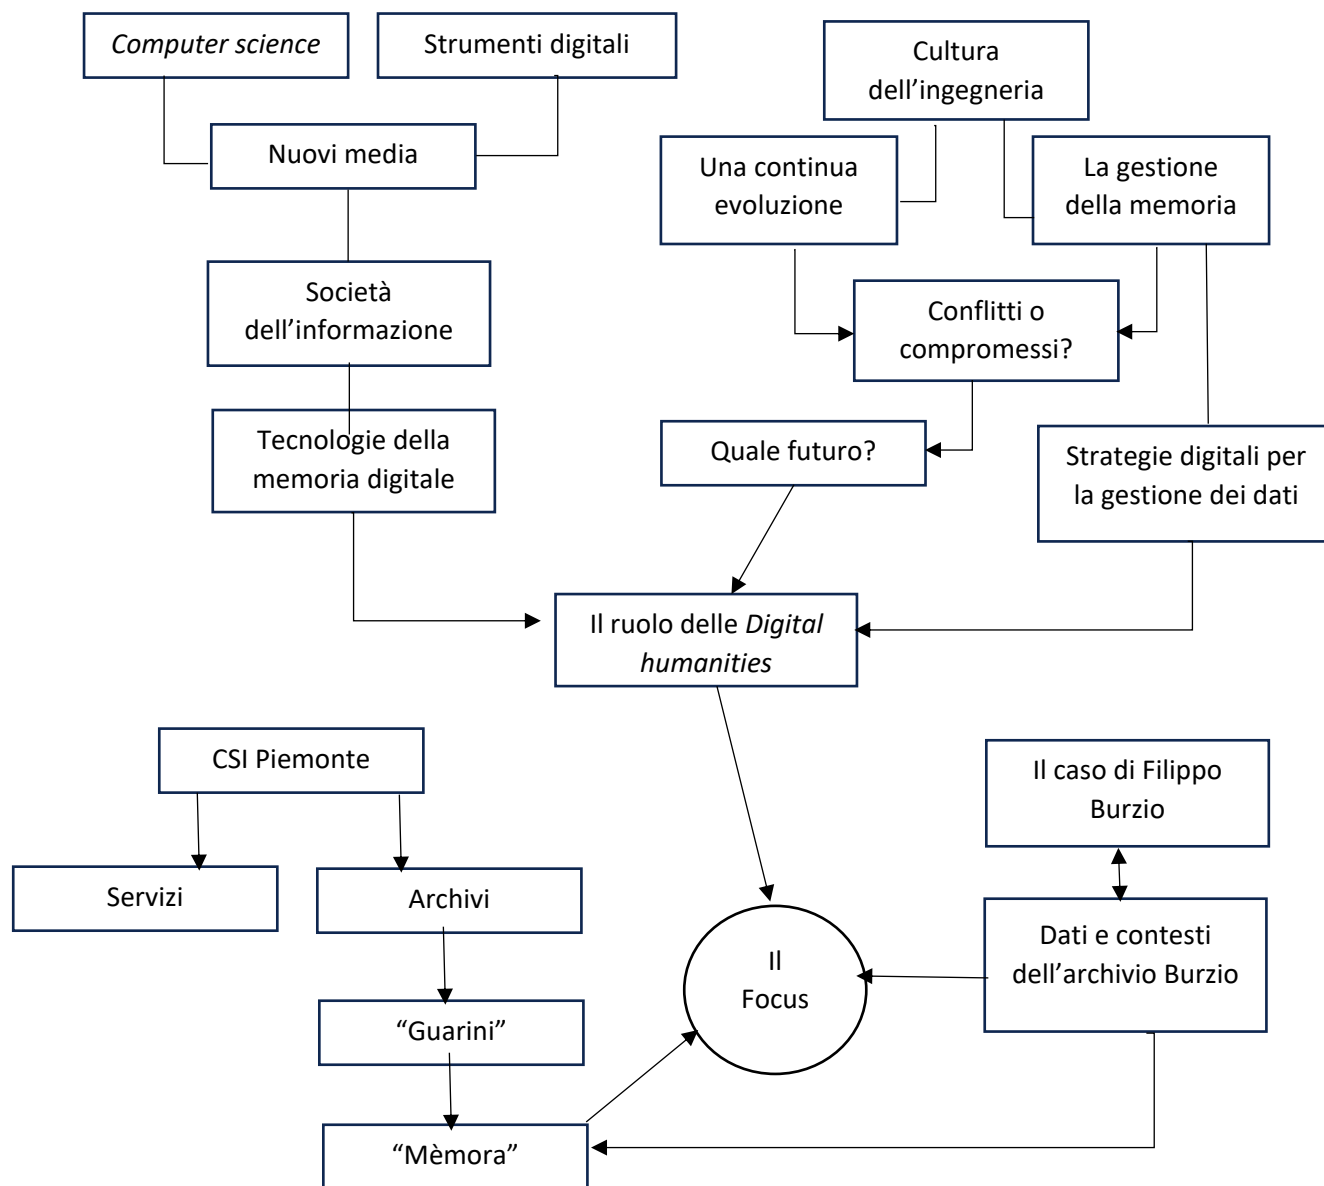 Computer science
Strumenti digitali
Cultura
dell’ingegneria
Nuovi media
Una continua
evoluzione
La gestione
della memoria
Società
dell’informazione
Conflitti o
compromessi?
Tecnologie della
memoria digitale
Quale futuro?
Strategie digitali per
la gestione dei dati
Il ruolo delle Digital
humanities
CSI Piemonte
Il caso di Filippo
Burzio
Servizi
Archivi
Il
Focus
Dati e contesti
dell’archivio Burzio
“Guarini”
“Mèmora”